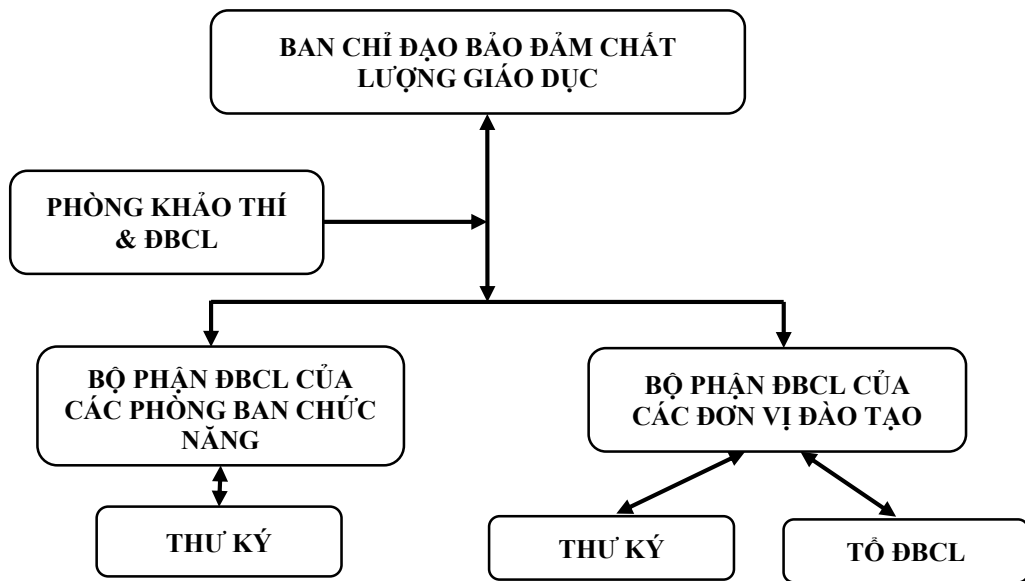 BAN CHỈ ĐẠO BẢO ĐẢM CHẤT
LƯỢNG GIÁO DỤC
PHÒNG KHẢO THÍ
& ĐBCL
BỘ PHẬN ĐBCL CỦA
CÁC PHÒNG BAN CHỨC
NĂNG
BỘ PHẬN ĐBCL CỦA
CÁC ĐƠN VỊ ĐÀO TẠO
THƯ KÝ
THƯ KÝ
TỔ ĐBCL